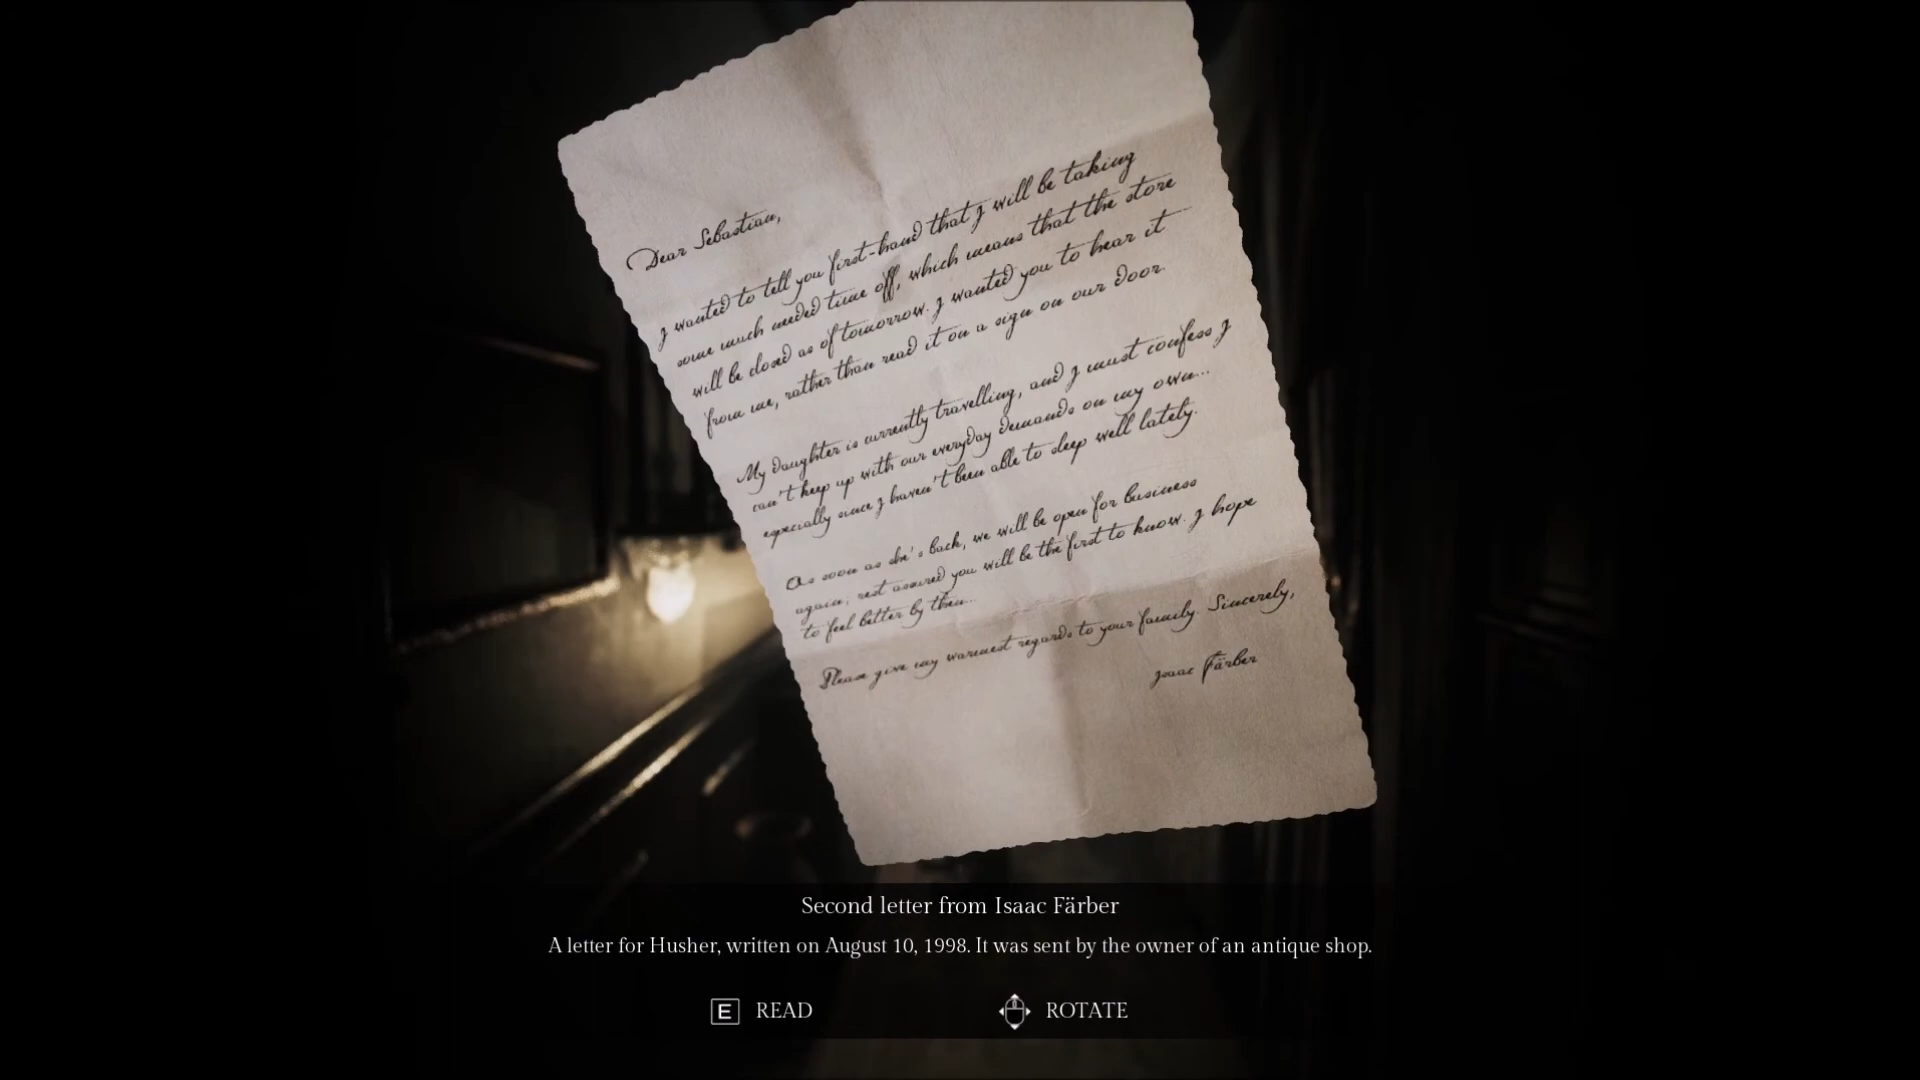 Dear Sebastian,
I wanted to tell you first-hand that I will be taking
some much needed time off, which means that the store
will be closed as of tomorrow. I wanted you to hear it
from me, rather than read it on a sign on our door.
My daughter is currently travelling, and I must confess I
can't keep up with our everyday demands on my own...
especially since I haven't been able to sleep well lately.
As soon as she's back, we will be open for business
again, rest assured you will be the first to know. I hope
to feel better by then...
Please give my warmest regards to your family. Sincerely,
Isaac Färber
Second letter from Isaac Färber
A letter for Husher, written on August 10, 1998. It was sent by the owner of an antique shop.
E READ ROTATE